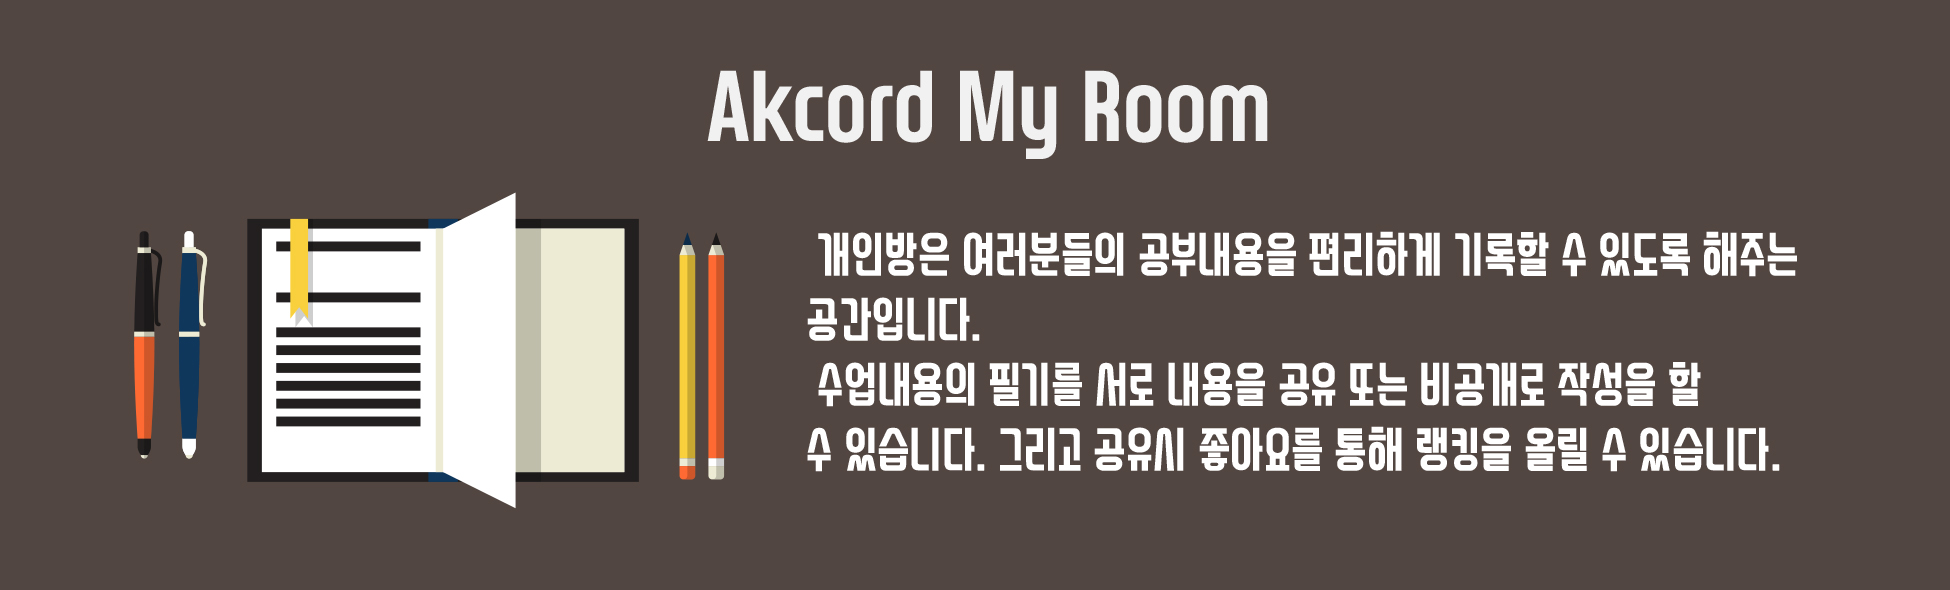 Akcord My Room
개인방은 여러분들의 공부내용을 편리하게 기록할 수 있도록 해주는
공간입니다.
수업내용의 필기를 서로 내용을 공유 또는 비공개로 작성을 할
수 있습니다. 그리고 공유시 좋아요를 통해 랭킹을 올릴 수 있습니다.